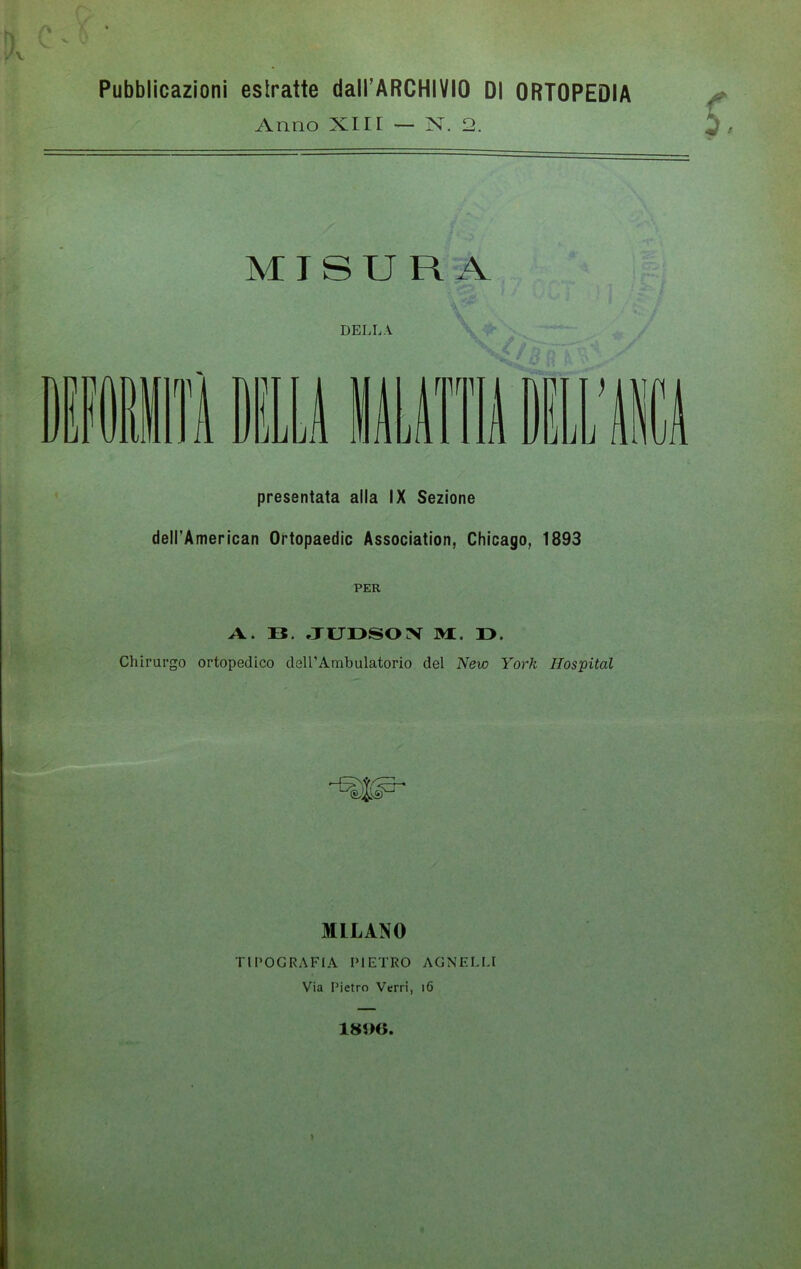 Pubblicazioni estratte dall'ARCHIVIO DI ORTOPEDIA
Anno XIII — N. 2.
5.
MISURA
DELLA
DEFORMITÀ DELLA MALATTIA DELL'ANCA
presentata alla IX Sezione
dell'American Ortopaedic Association, Chicago, 1893
PER
A. B. JUDSON M. D.
Chirurgo ortopedico dell'Ambulatorio del New York Hospital
MILANO
TIPOGRAFIA PIETRO AGNELLI
Via Pietro Verri, 16
1896.